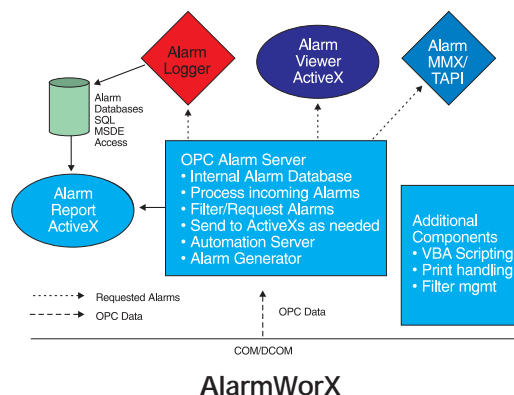 Alarm
Logger
Alarm
Viewer
ActiveX
Alarm
MMX/
TAPI
Alarm
Databases
SQL
MSDE
Access
Alarm
Report
ActiveX
OPC Alarm Server
• Internal Alarm Database
• Process incoming Alarms
• Filter/Request Alarms
• Send to ActiveXs as needed
• Automation Server
• Alarm Generator
Additional
Components
• VBA Scripting
• Print handling
• Filter mgmt
Requested Alarms
OPC Data
OPC Data
COM/DCOM
AlarmWorX